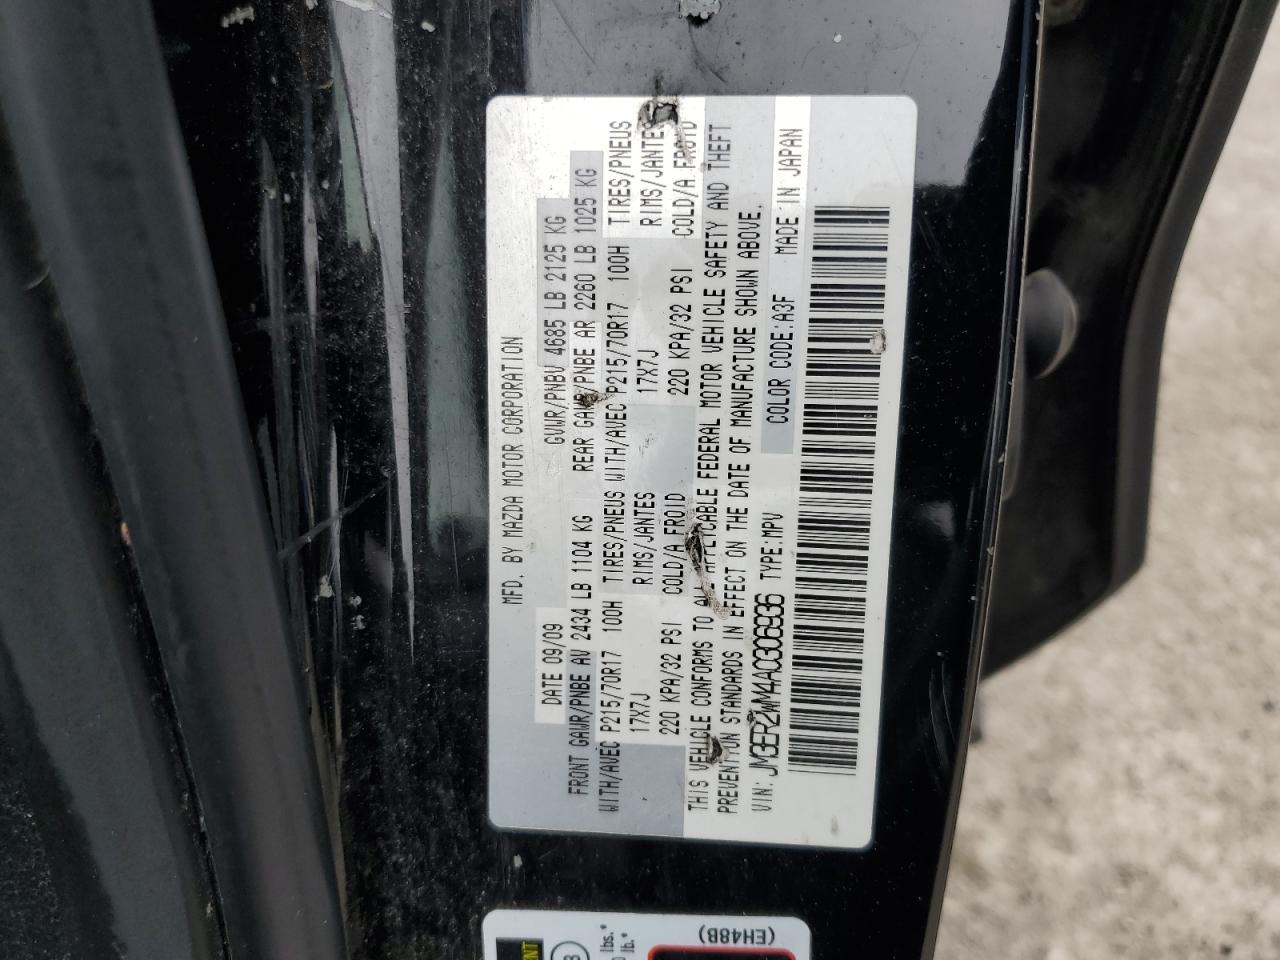 MFD. BY MAZDA MOTOR CORPORATION
DATE 09/09 GVWR/PNBV 4685 LB 2125 KG
FRONT GAWR/PNBE AV 2434 LB 1104 KG REAR GAWR/PNBE AR 2260 LB 1025 KG
WITH/AVEC P215/70R17 100H TIRES/PNEUS WITH/AVEC P215/70R17 100H TIRES/PNEUS
17X7J RIMS/JANTES 17X7J RIMS/JANTES
220 KPA/32 PSI COLD/A FROID 220 KPA/32 PSI COLD/A FROID
THIS VEHICLE CONFORMS TO ALL APPLICABLE FEDERAL MOTOR VEHICLE SAFETY AND THEFT
PREVENTION STANDARDS IN EFFECT ON THE DATE OF MANUFACTURE SHOWN ABOVE.
VIN: JM3ER2WM4A0306936 TYPE:MPV COLOR CODE:A3F MADE IN JAPAN
(EH48B)
lbs.*
lb.*